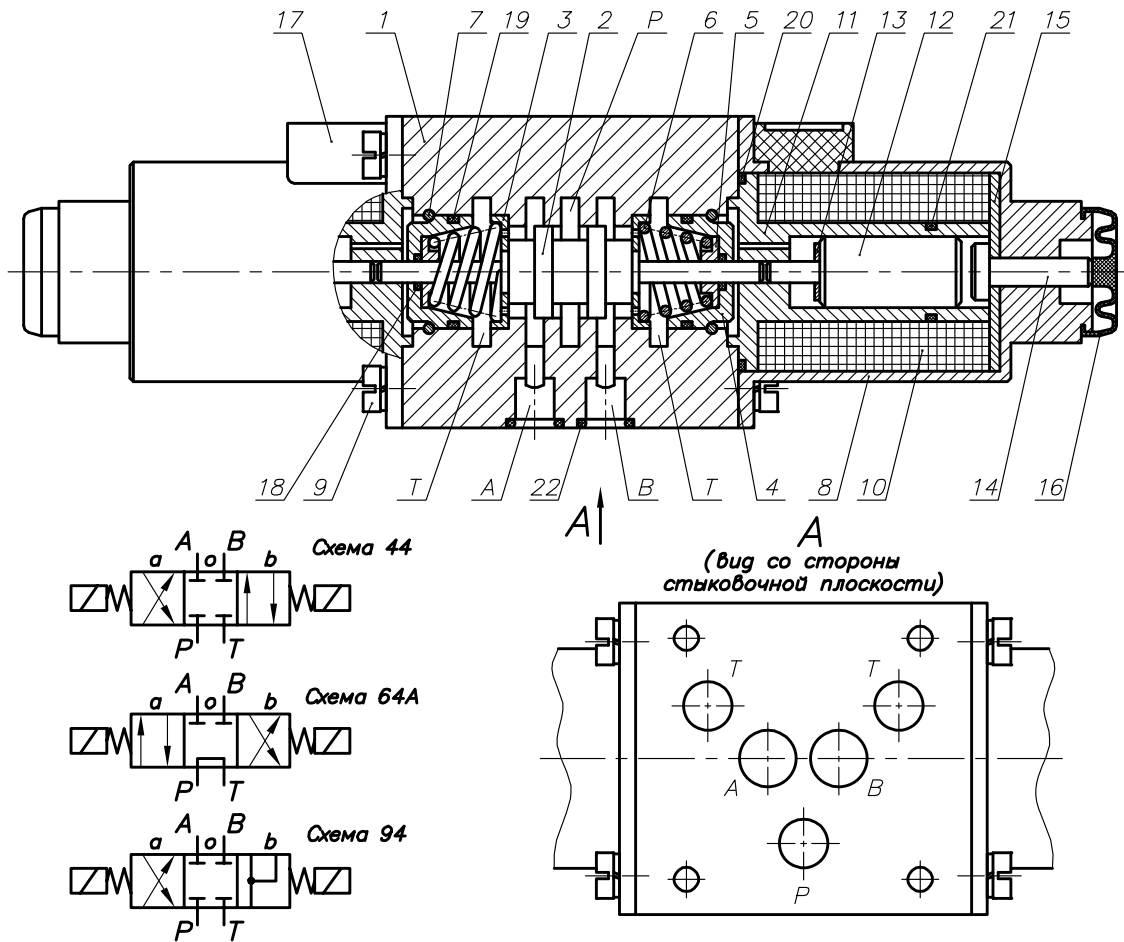 17 1 7 19 3 2 P 6 5 20 11 13 12 21 15
18 9 T A 22 B T 4 8 10 14 16
A
A
(вид со стороны
стыковочной плоскости)
A B
a o b
Схема 44
P T
A B
a o b
Схема 64А
P T
A B
a o b
Схема 94
P T
T T
A B
P